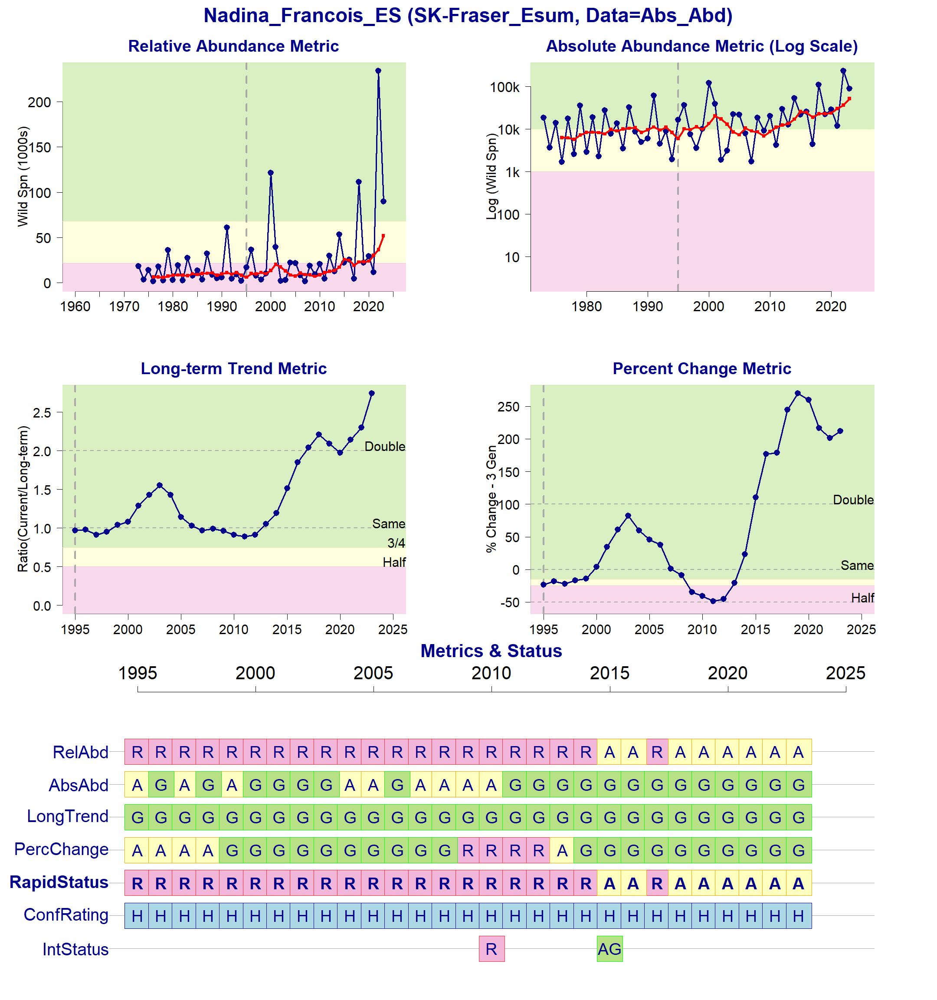 Nadina_Francois_ES (SK-Fraser_Esum, Data=Abs_Abd)
Relative Abundance Metric
Wild Spn (1000s)
200
150
100
50
0
1960 1970 1980 1990 2000 2010 2020
Absolute Abundance Metric (Log Scale)
Log (Wild Spn)
100k
10k
1k
100
10
1980 1990 2000 2010 2020
Long-term Trend Metric
Ratio(Current/Long-term)
2.5
2.0
1.5
1.0
0.5
0.0
Double
Same
3/4
Half
1995 2000 2005 2010 2015 2020 2025
Percent Change Metric
% Change - 3 Gen
250
200
150
100
50
0
-50
Double
Same
Half
1995 2000 2005 2010 2015 2020 2025
Metrics & Status
1995 2000 2005 2010 2015 2020 2025
RelAbd R R R R R R R R R R R R R R R R R R R R A A R A A A A A A
AbsAbd A G A G A G G G G A A G A A A A G G G G G G G G G G G G G
LongTrend G G G G G G G G G G G G G G G G G G G G G G G G G G G G G
PercChange A A A A G G G G G G G G G G R R R R A G G G G G G G G G G
RapidStatus R R R R R R R R R R R R R R R R R R R R A A R A A A A A A
ConfRating H H H H H H H H H H H H H H H H H H H H H H H H H H H H H
IntStatus R AG